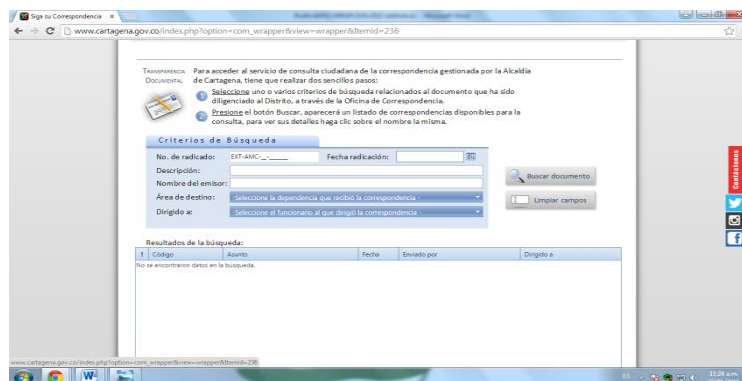 Siga su Correspondencia
www.cartagena.gov.co/index.php?option=com_wrapper&view=wrapper&Itemid=236
TRANSPARENCIA DOCUMENTAL
Para acceder al servicio de consulta ciudadana de la correspondencia gestionada por la Alcaldía
de Cartagena, tiene que realizar dos sencillos pasos:
1 Seleccione uno o varios criterios de búsqueda relacionados al documento que ha sido
diligenciado al Distrito, a través de la Oficina de Correspondencia.
2 Presione el botón Buscar, aparecerá un listado de correspondencias disponibles para la
consulta, para ver sus detalles haga clic sobre el nombre la misma.
Criterios de Búsqueda
No. de radicado: EXT-AMC-__-_____ Fecha radicación:
Descripción:
Nombre del emisor:
Área de destino: -Seleccione la dependencia que recibió la correspondencia -
Dirigido a: -Seleccione el funcionario al que dirigió la correspondencia -
Buscar documento
Limpiar campos
Contáctenos
Resultados de la búsqueda:
! Código Asunto Fecha Enviado por Dirigido a
No se encontraron datos en la búsqueda.
www.cartagena.gov.co/index.php?option=com_wrapper&view=wrapper&Itemid=236
ES 11:24 a.m.